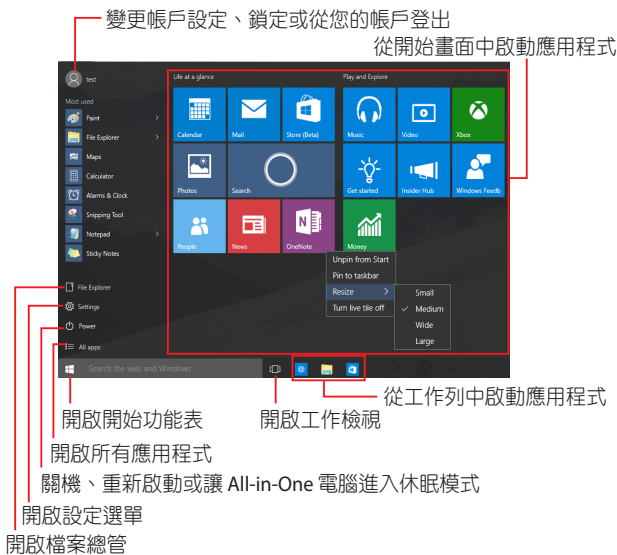 變更帳戶設定、鎖定或從您的帳戶登出
從開始畫面中啟動應用程式
test
Life at a glance
Play and Explore
Most used
Paint
File Explorer
Maps
Calculator
Alarms & Clock
Snipping Tool
Notepad
Sticky Notes
Calendar
Mail
Store (Beta)
Music
Video
Xbox
Photos
Search
Get started
Insider Hub
Windows Feedb
People
News
OneNote
Money
Unpin from Start
Pin to taskbar
Resize
Turn live tile off
Small
Medium
Wide
Large
File Explorer
Settings
Power
All apps
Search the web and Windows
從工作列中啟動應用程式
開啟開始功能表
開啟工作檢視
開啟所有應用程式
關機、重新啟動或讓 All-in-One 電腦進入休眠模式
開啟設定選單
開啟檔案總管